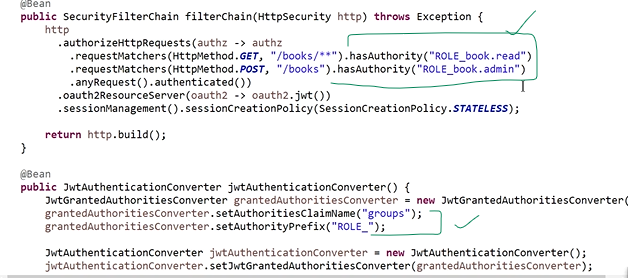 @Bean
public SecurityFilterChain filterChain(HttpSecurity http) throws Exception {
http
.authorizeHttpRequests(authz -> authz
.requestMatchers(HttpMethod.GET, "/books/**").hasAuthority("ROLE_book.read")
.requestMatchers(HttpMethod.POST, "/books").hasAuthority("ROLE_book.admin")
.anyRequest().authenticated())
.oauth2ResourceServer(oauth2 -> oauth2.jwt())
.sessionManagement().sessionCreationPolicy(SessionCreationPolicy.STATELESS);
return http.build();
}
@Bean
public JwtAuthenticationConverter jwtAuthenticationConverter() {
JwtGrantedAuthoritiesConverter grantedAuthoritiesConverter = new JwtGrantedAuthoritiesConverter
grantedAuthoritiesConverter.setAuthoritiesClaimName("groups");
grantedAuthoritiesConverter.setAuthorityPrefix("ROLE_");
JwtAuthenticationConverter jwtAuthenticationConverter = new JwtAuthenticationConverter();
jwtAuthenticationConverter.setJwtGrantedAuthoritiesConverter(grantedAuthoritiesConverter);